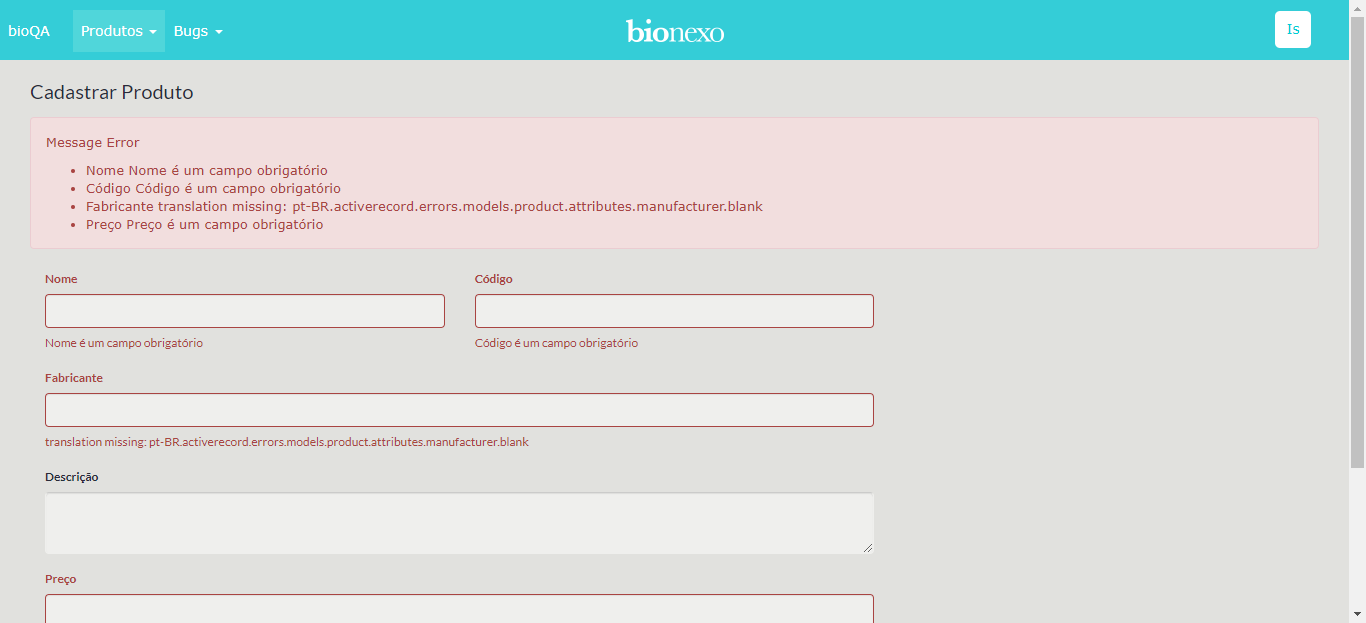 bioQA Produtos Bugs bionexo Is
Cadastrar Produto
Message Error
Nome Nome é um campo obrigatório
Código Código é um campo obrigatório
Fabricante translation missing: pt-BR.activerecord.errors.models.product.attributes.manufacturer.blank
Preço Preço é um campo obrigatório
Nome Código
Nome é um campo obrigatório Código é um campo obrigatório
Fabricante
translation missing: pt-BR.activerecord.errors.models.product.attributes.manufacturer.blank
Descrição
Preço